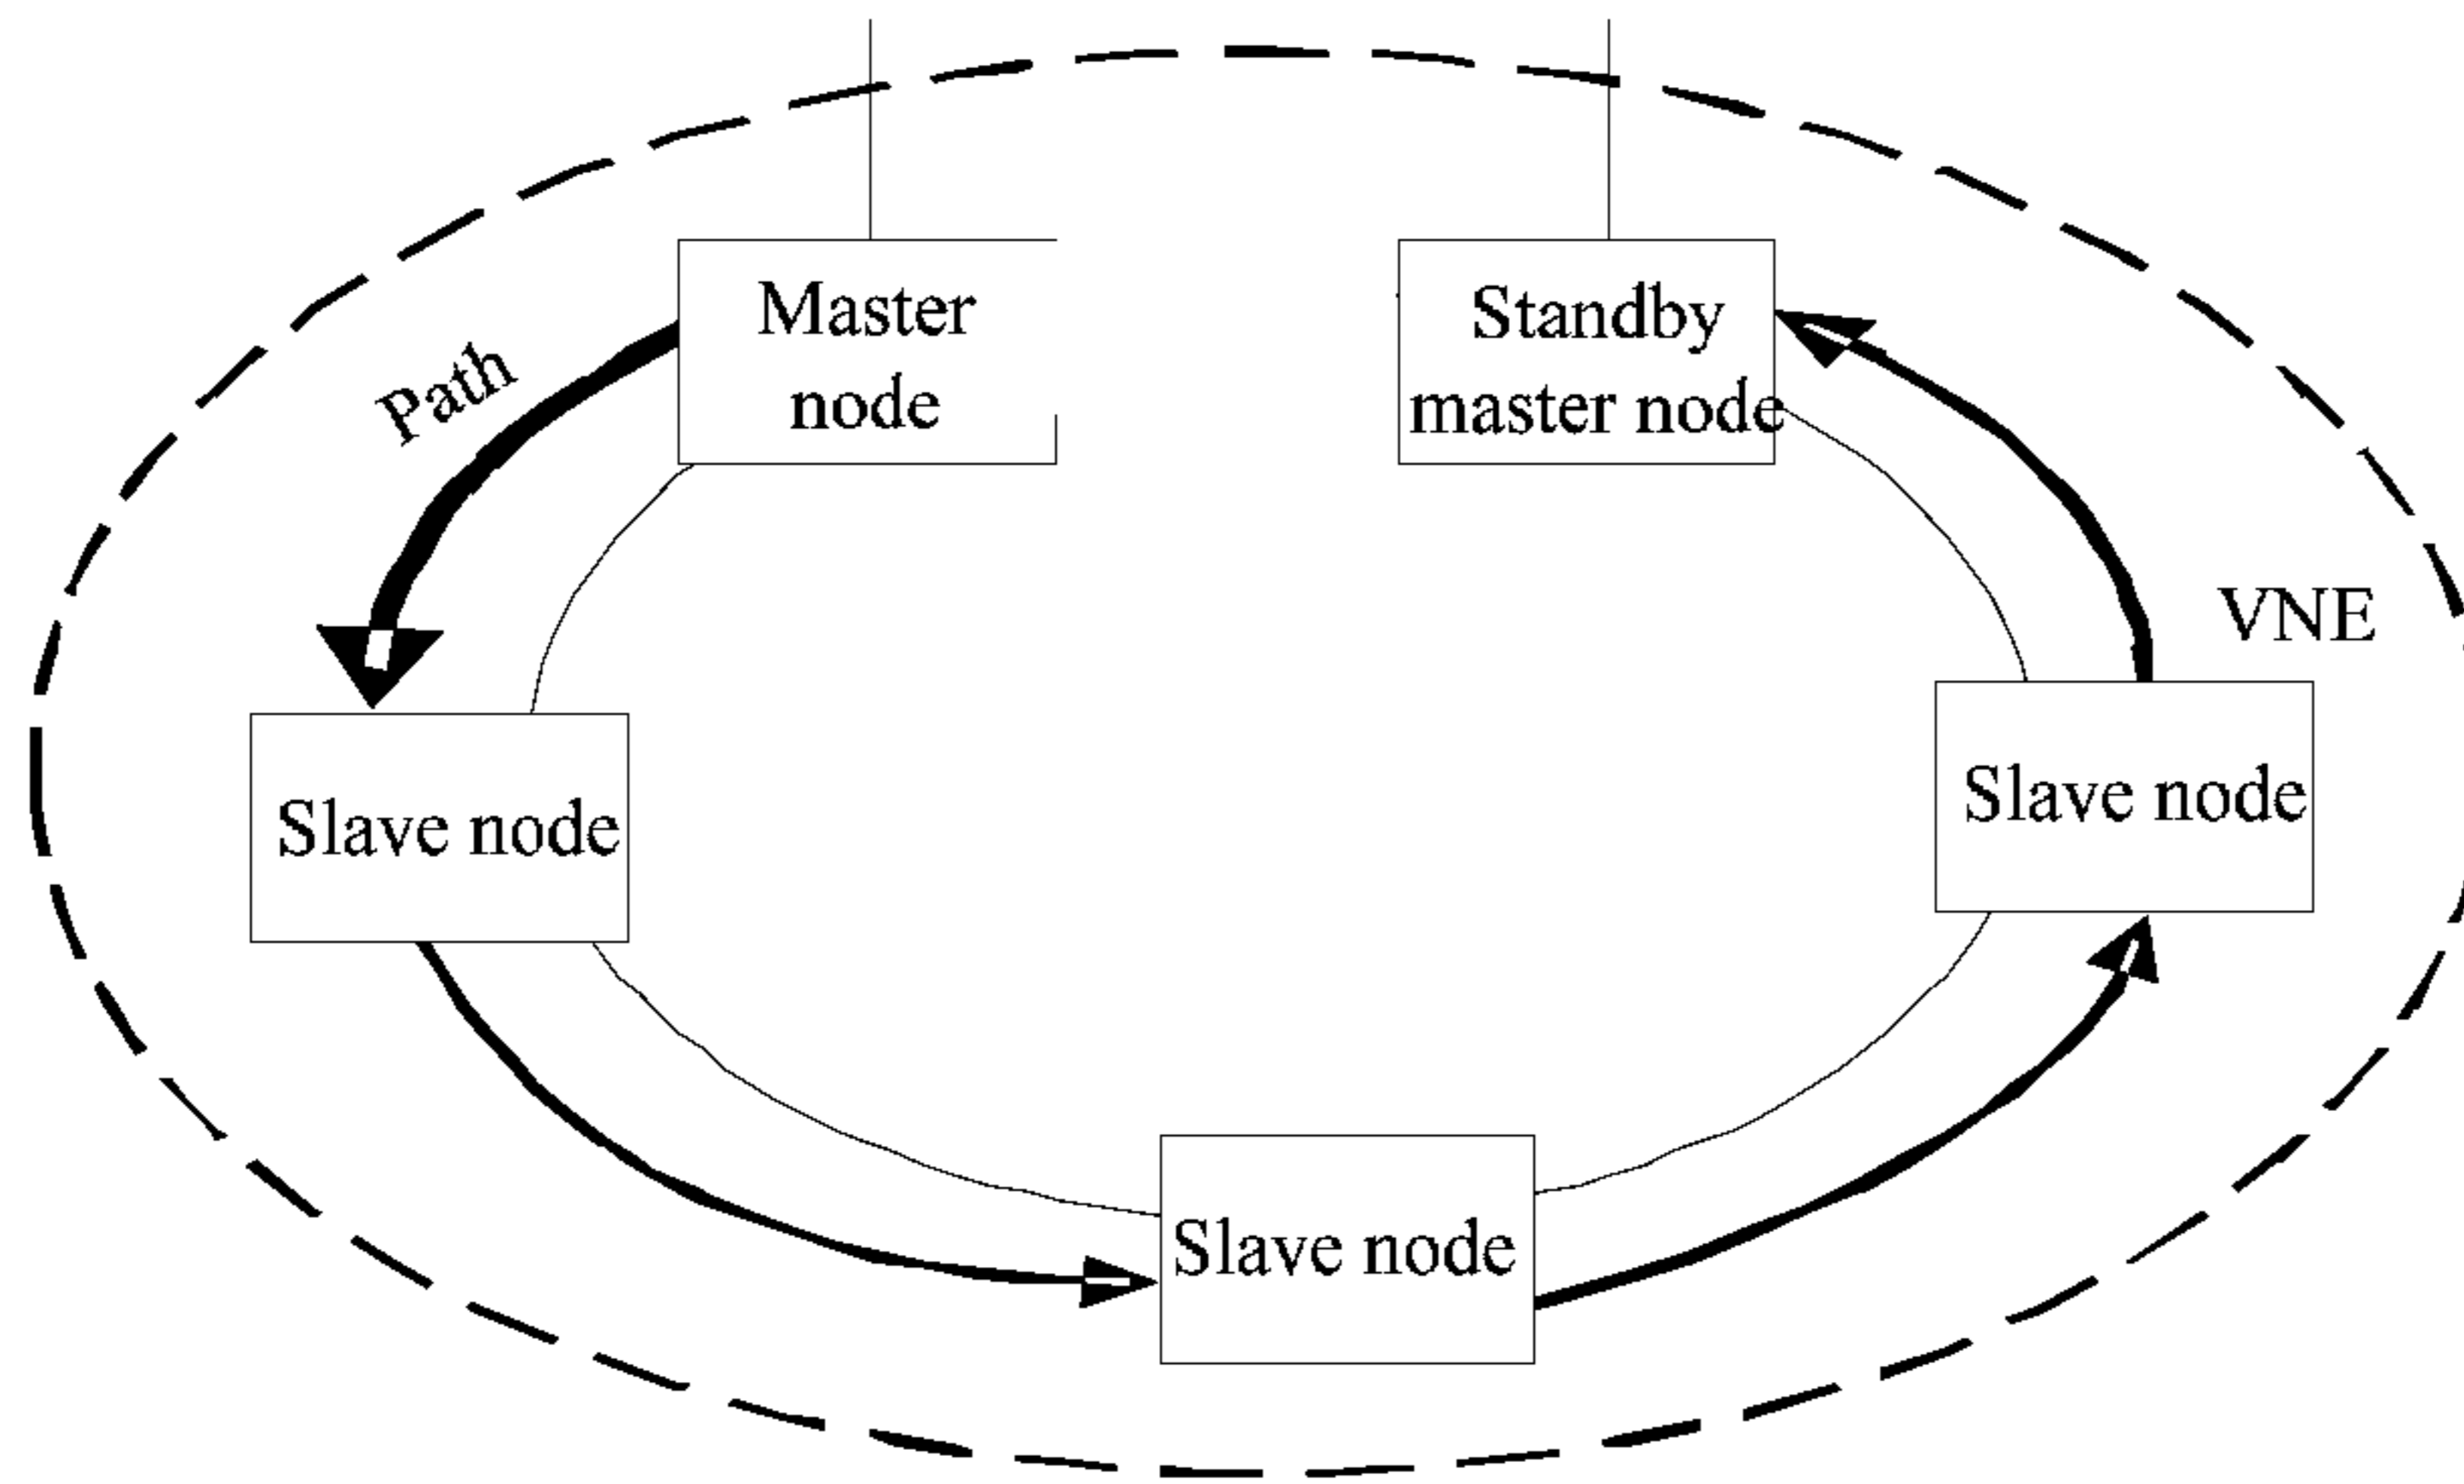 Master
node
Standby
master node
Path
VNE
Slave node
Slave node
Slave node